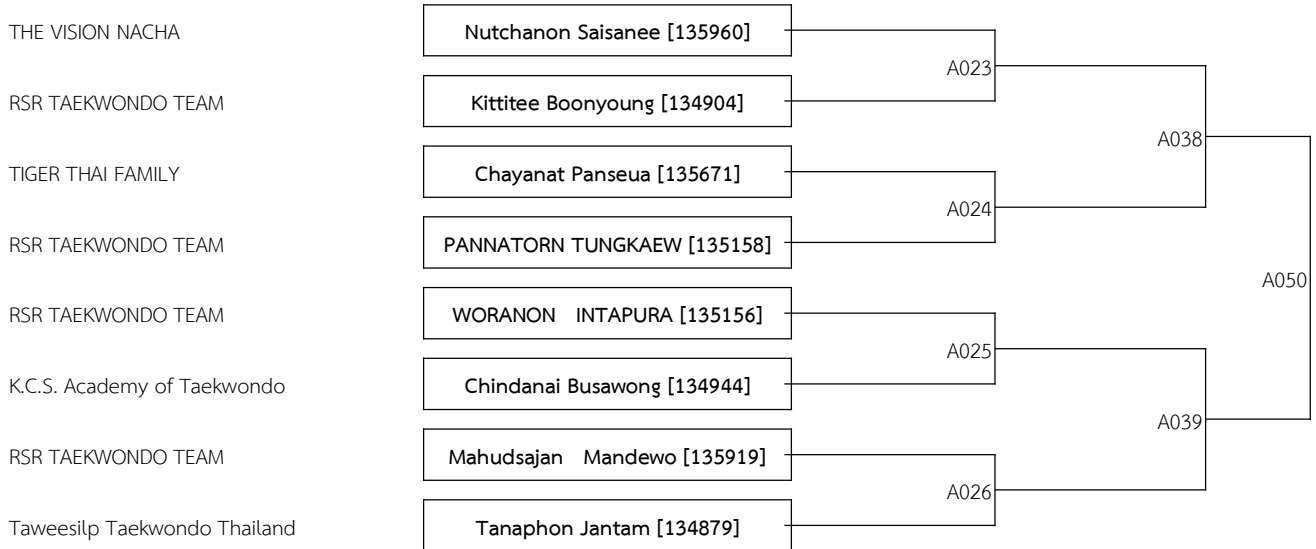 THE VISION NACHA
Nutchanon Saisanee [135960]
A023
RSR TAEKWONDO TEAM
Kittitee Boonyoung [134904]
A038
TIGER THAI FAMILY
Chayanat Panseua [135671]
A024
RSR TAEKWONDO TEAM
PANNATORN TUNGKAEW [135158]
A050
RSR TAEKWONDO TEAM
WORANON INTAPURA [135156]
A025
K.C.S. Academy of Taekwondo
Chindanai Busawong [134944]
A039
RSR TAEKWONDO TEAM
Mahudsajan Mandewo [135919]
A026
Taweesilp Taekwondo Thailand
Tanaphon Jantam [134879]